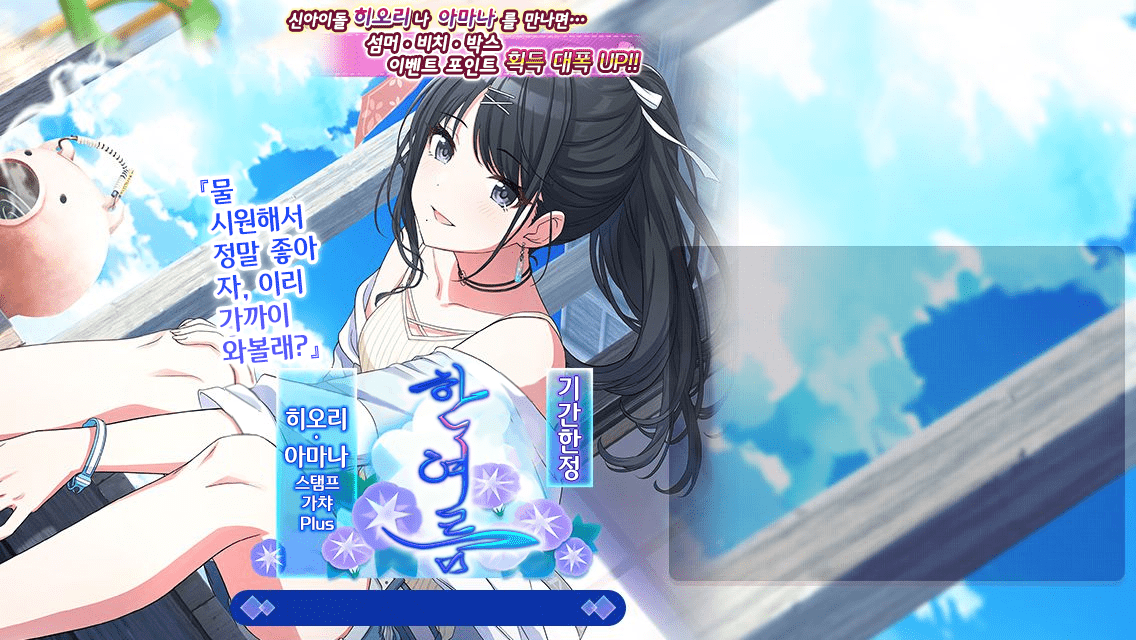 신아이돌 히오리나 아마나 를 만나면…
섬머・비치・박스
이벤트 포인트 획득 대폭 UP!!
『물
시원해서
정말 좋아
자, 이리
가까이
와볼래?』
한여름
기간한정
히오리
・
아마나
스탬프
가챠
Plus